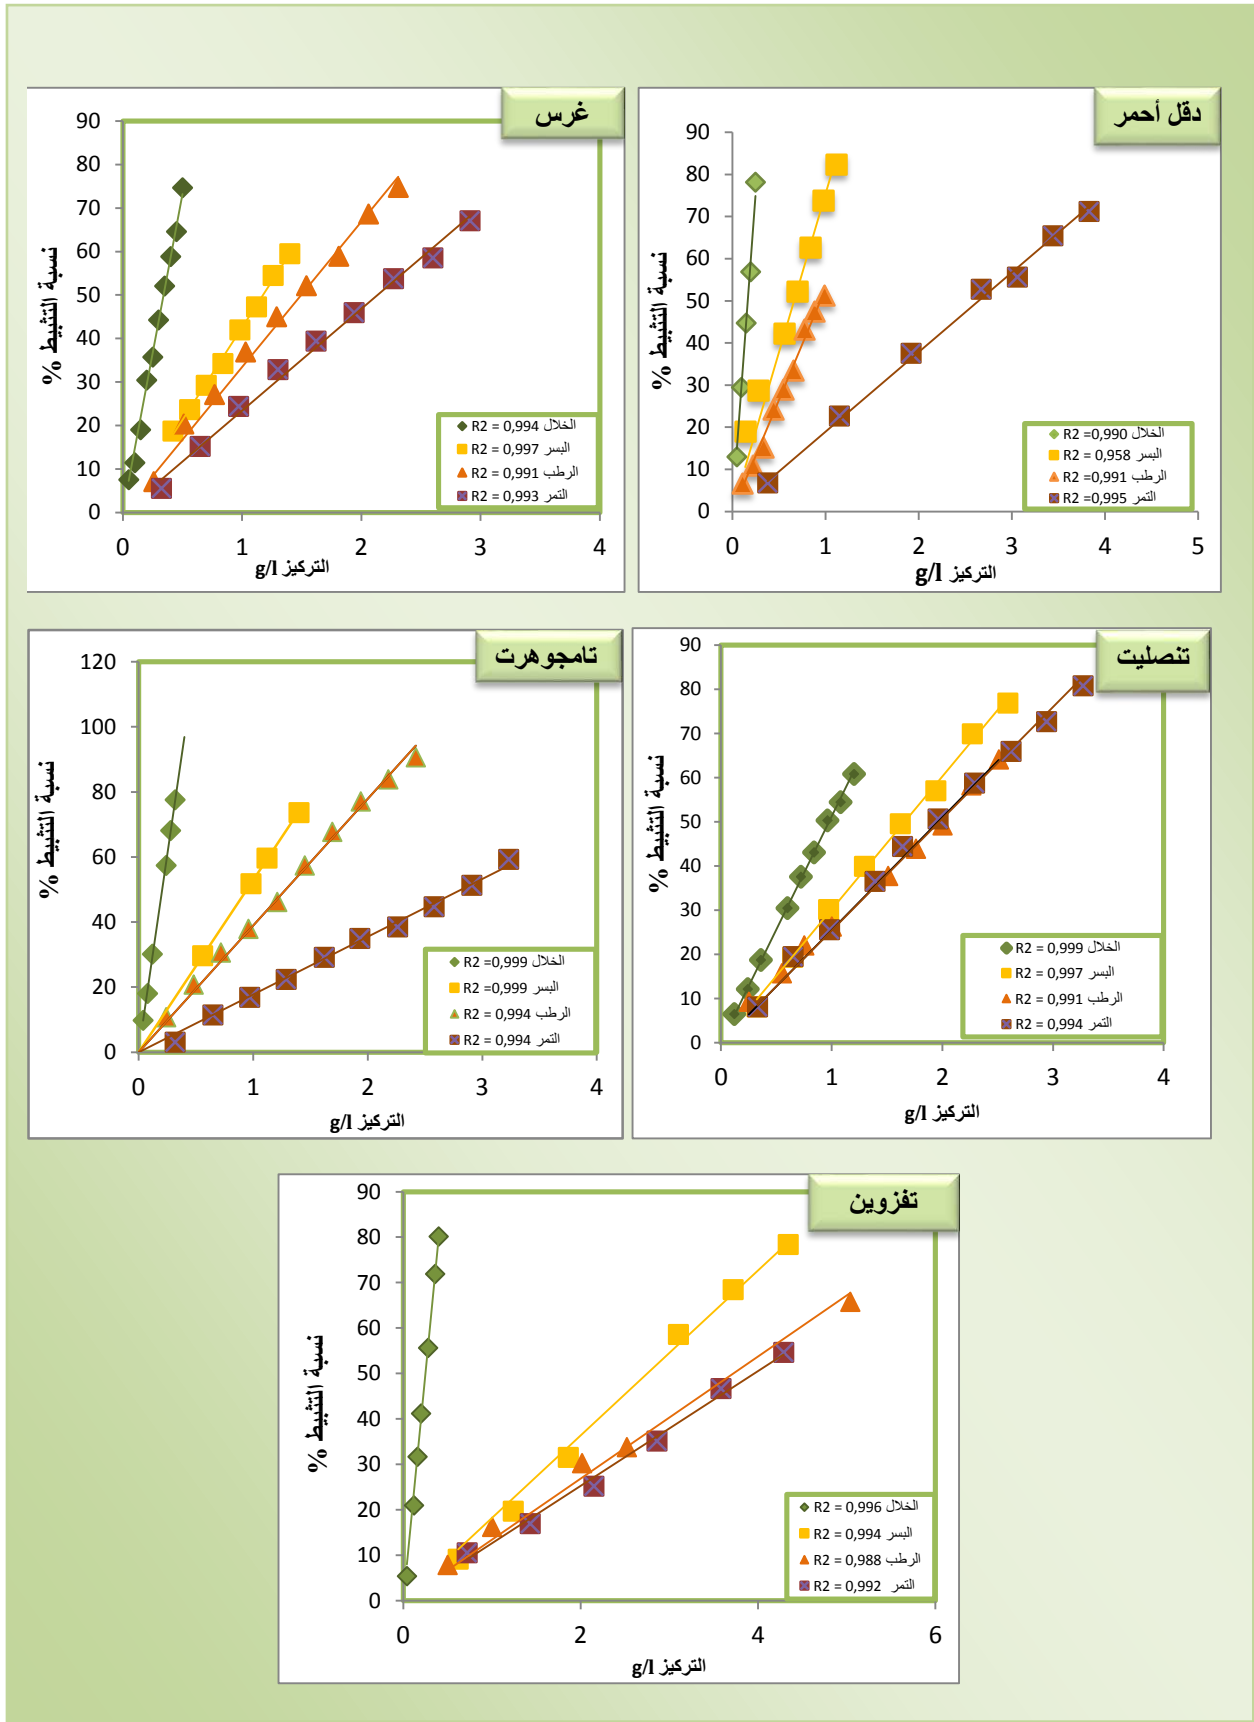 غرس
نسبة التثبيط %
90
80
70
60
50
40
30
20
10
0
0 1 2 3 4
التركيز g/l
الخلال R2 = 0,994
البسر R2 = 0,997
الرطب R2 = 0,991
التمر R2 = 0,993
دقل أحمر
نسبة التثبيط %
90
80
70
60
50
40
30
20
10
0
0 1 2 3 4 5
التركيز g/l
الخلال R2 =0,990
البسر R2 = 0,958
الرطب R2 =0,991
التمر R2 =0,995
تامجوهرت
نسبة التثبيط %
120
100
80
60
40
20
0
0 1 2 3 4
التركيز g/l
الخلال R2 =0,999
البسر R2 =0,999
الرطب R2 = 0,994
التمر R2 = 0,994
تنصليت
نسبة التثبيط %
90
80
70
60
50
40
30
20
10
0
0 1 2 3 4
التركيز g/l
الخلال R2 = 0,999
البسر R2 = 0,997
الرطب R2 = 0,991
التمر R2 = 0,994
تفزوين
نسبة التثبيط %
90
80
70
60
50
40
30
20
10
0
0 2 4 6
التركيز g/l
الخلال R2 = 0,996
البسر R2 = 0,994
الرطب R2 = 0,988
التمر R2 = 0,992